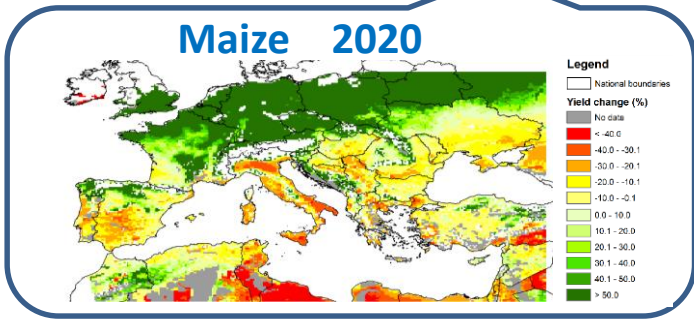 Maize 2020
Legend
National boundaries
Yield change (%)
No data
< -40.0
-40.0 - -30.1
-30.0 - -20.1
-20.0 - -10.1
-10.0 - -0.1
0.0 - 10.0
10.1 - 20.0
20.1 - 30.0
30.1 - 40.0
40.1 - 50.0
> 50.0